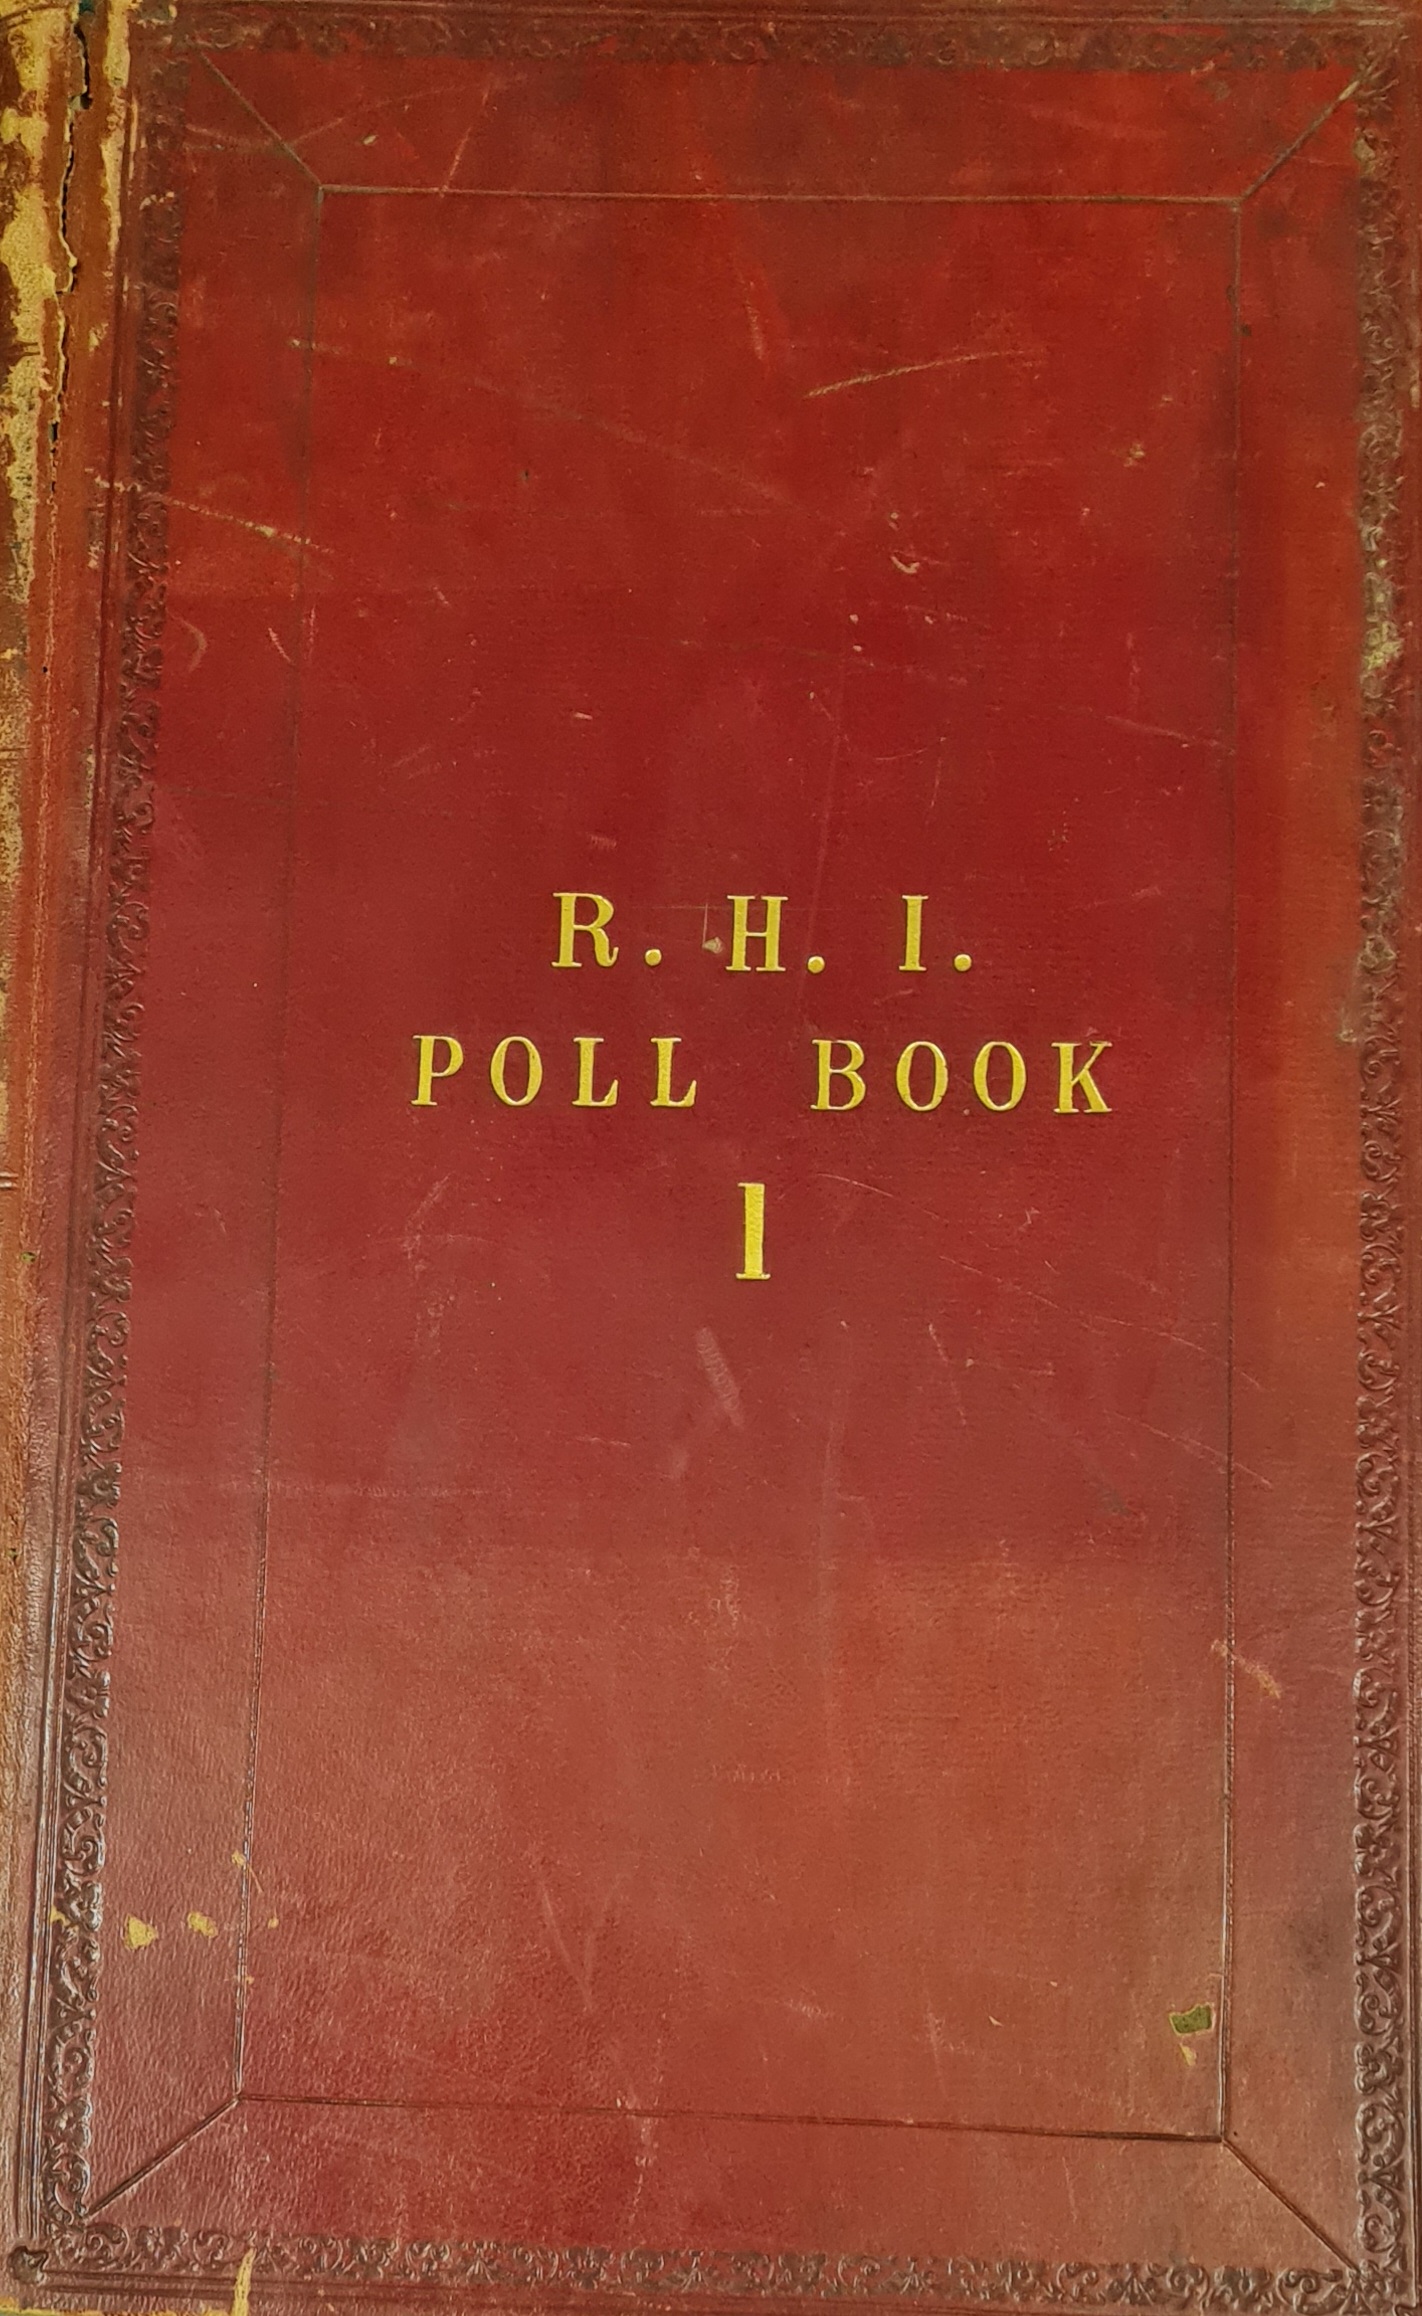 R. H. I.
POLL BOOK
1